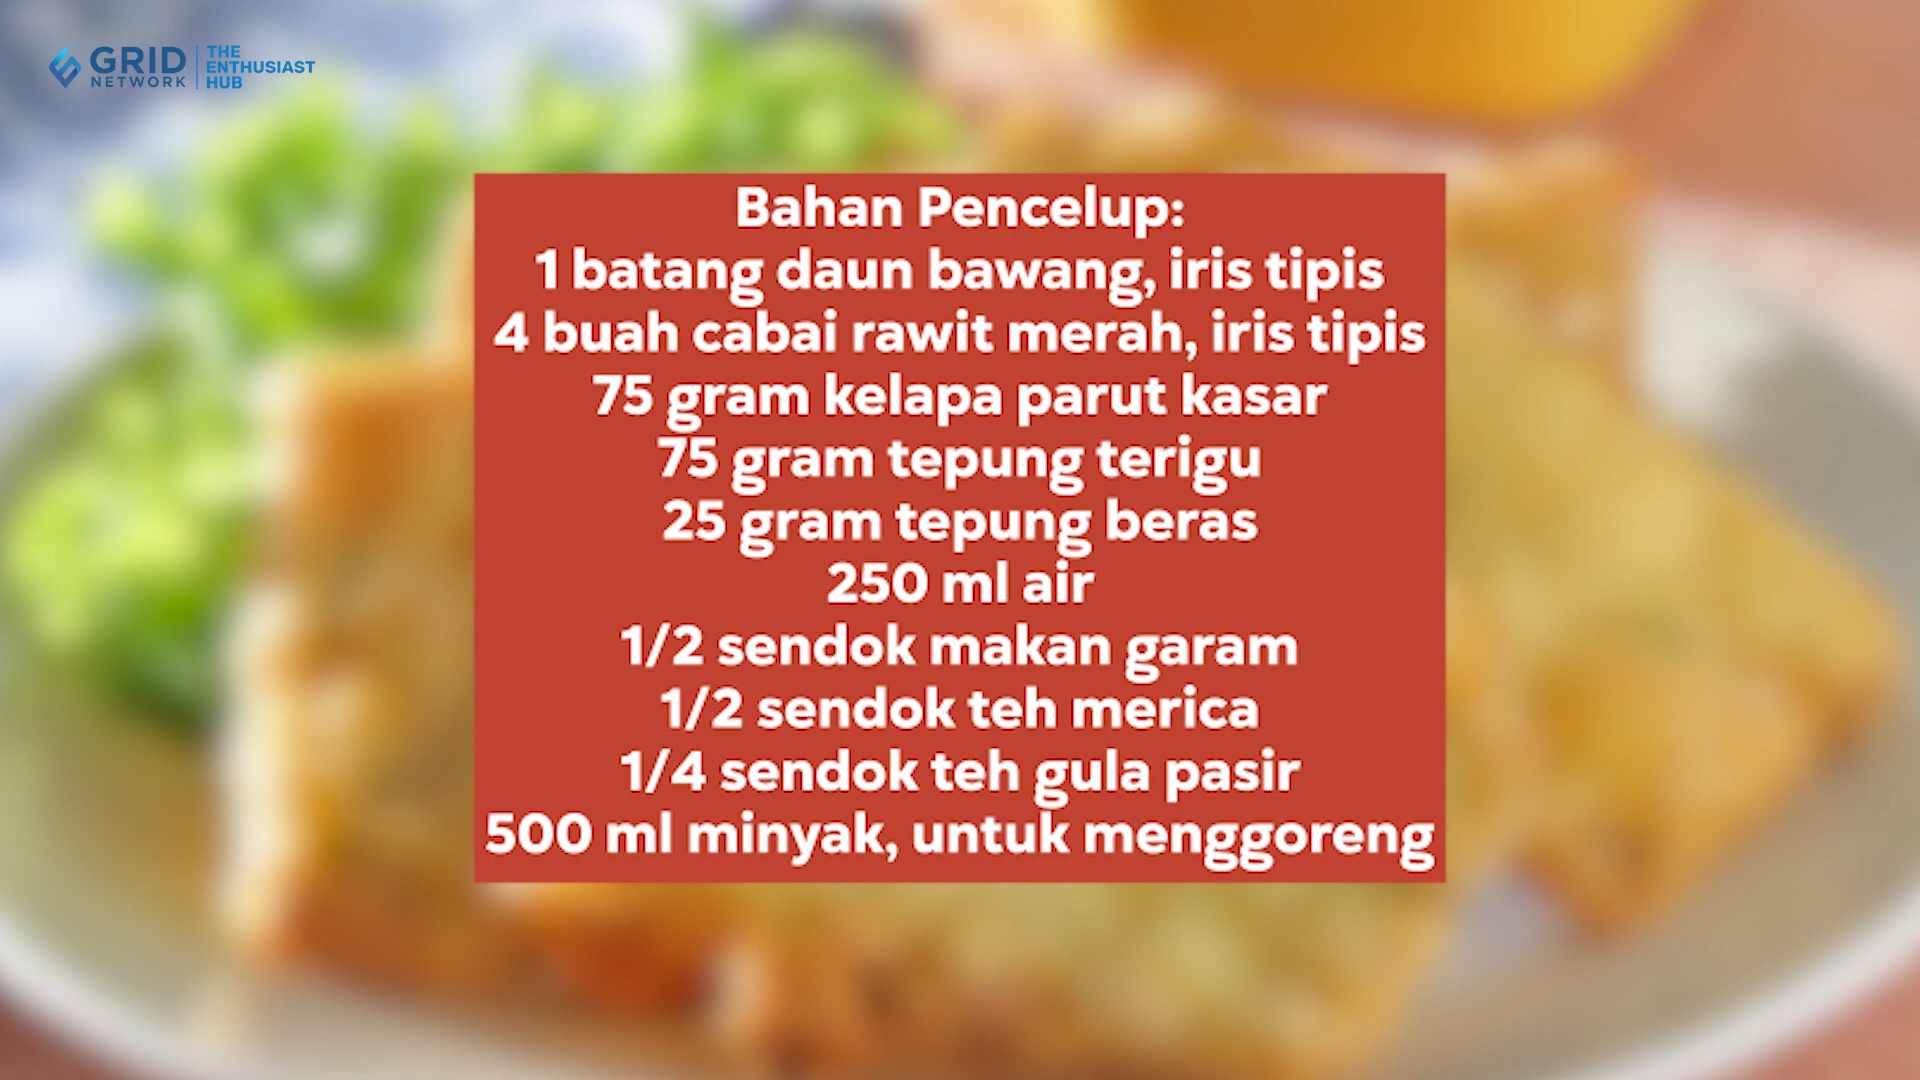 GRID
NETWORK
THE
ENTHUSIAST
HUB
Bahan Pencelup:
1 batang daun bawang, iris tipis
4 buah cabai rawit merah, iris tipis
75 gram kelapa parut kasar
75 gram tepung terigu
25 gram tepung beras
250 ml air
1/2 sendok makan garam
1/2 sendok teh merica
1/4 sendok teh gula pasir
500 ml minyak, untuk menggoreng